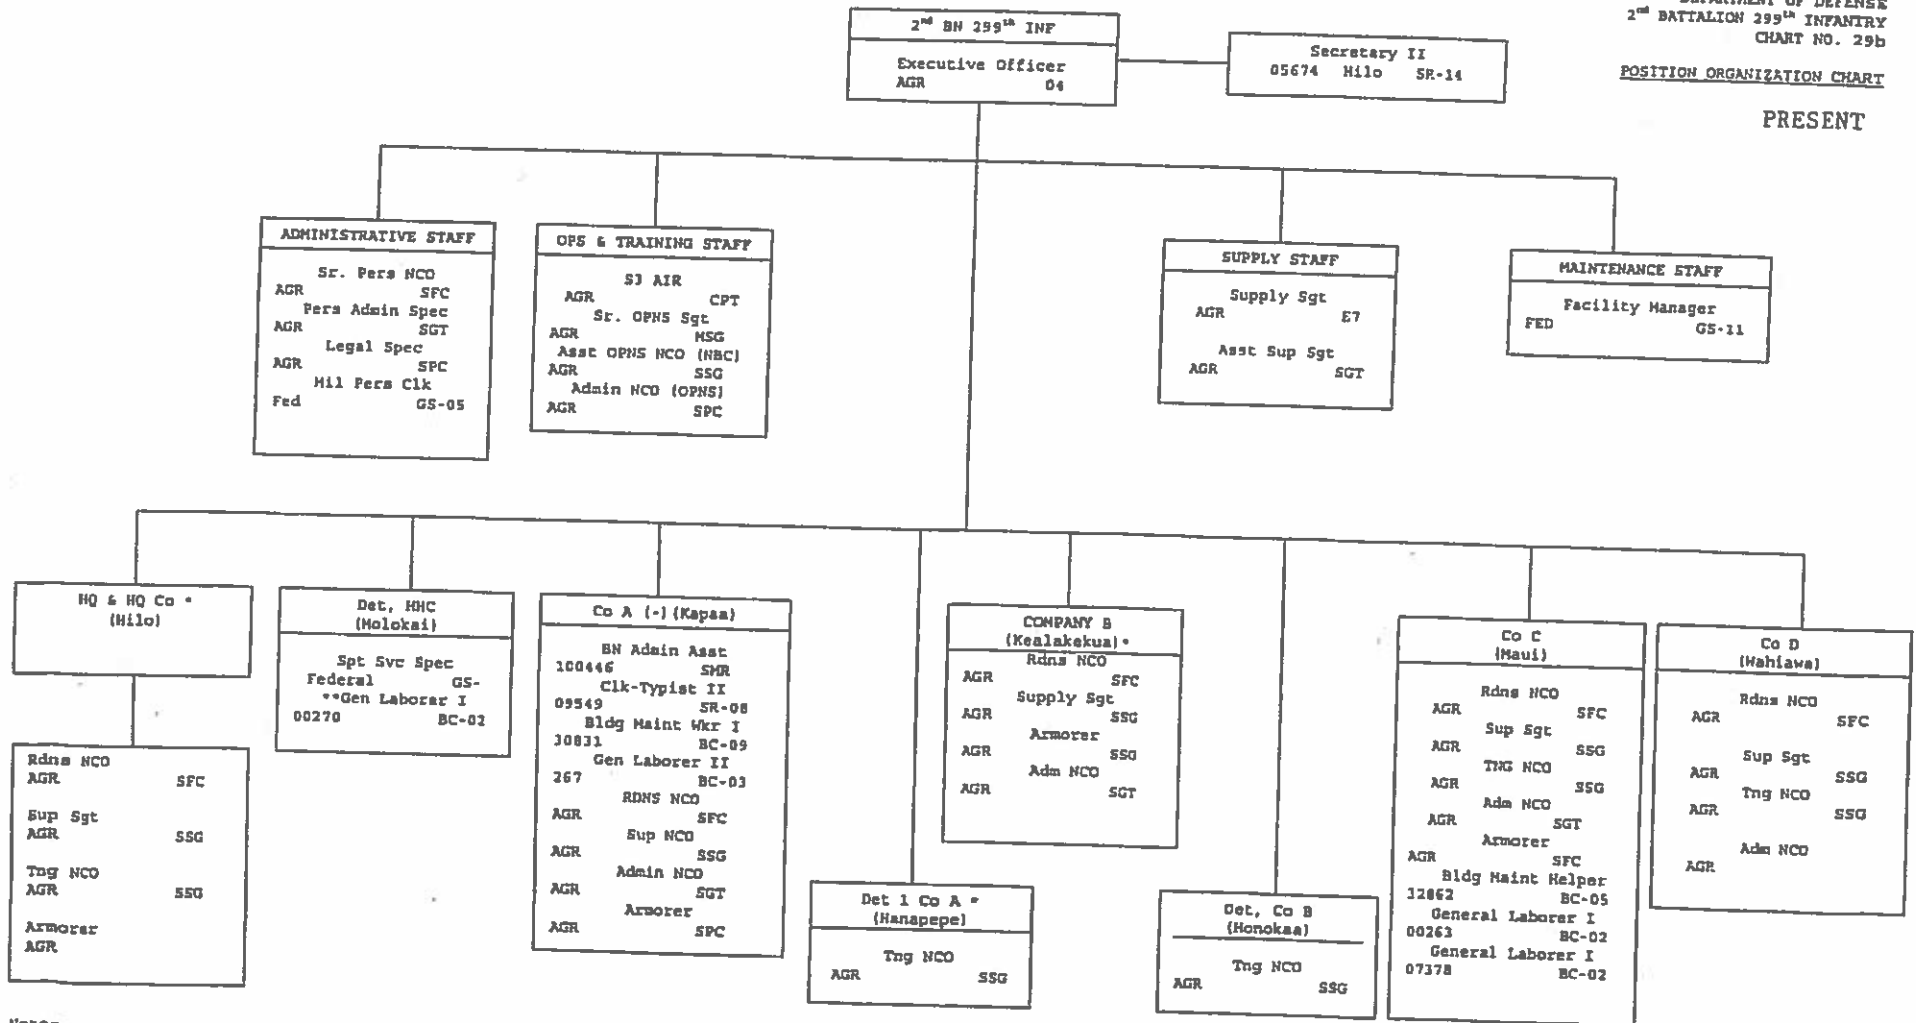 DEPARTMENT OF DEFENSE
2nd BATTALION 299th INFANTRY
CHART NO. 29b
POSITION ORGANIZATION CHART
PRESENT
2nd BN 299th INF
Executive Officer
AGR 04
Secretary II
05674 Hilo SR-14
ADMINISTRATIVE STAFF
Sr. Pers NCO
AGR SFC
Pers Admin Spec
AGR SGT
Legal Spec
AGR SPC
Mil Pers Clk
Fed GS-05
OPS & TRAINING STAFF
S3 AIR
AGR CPT
Sr. OPNS Sgt
AGR MSG
Asst OPNS NCO (NBC)
AGR SSG
Admin NCO (OPNS)
AGR SPC
SUPPLY STAFF
Supply Sgt
AGR E7
Asst Sup Sgt
AGR SGT
MAINTENANCE STAFF
Facility Manager
FED GS-11
HQ & HQ Co *
(Hilo)
Rdns NCO
AGR SFC
Sup Sgt
AGR SSG
Tng NCO
AGR SSG
Armorer
AGR
Det, HHC
(Molokai)
Spt Svc Spec
Federal GS-
**Gen Laborer I
00270 BC-02
Co A (-) (Kapaa)
BN Admin Asst
100446 SMR
Clk-Typist II
09549 SR-08
Bldg Maint Wkr I
30831 BC-09
Gen Laborer II
267 BC-03
RDNS NCO
AGR SFC
Sup NCO
AGR SSG
Admin NCO
AGR SGT
Armorer
AGR SPC
Det 1 Co A *
(Hanapepe)
Tng NCO
AGR SSG
COMPANY B
(Kealakekua) *
Rdns NCO
AGR SFC
Supply Sgt
AGR SSG
Armorer
AGR SSG
Adm NCO
AGR SGT
Det, Co B
(Honokaa)
Tng NCO
AGR SSG
Co C
(Maui)
Rdns NCO
AGR SFC
Sup Sgt
AGR SSG
TNG NCO
AGR SSG
Adm NCO
AGR SGT
Armorer
AGR SFC
Bldg Maint Helper
32862 BC-05
General Laborer I
00263 BC-02
General Laborer I
07378 BC-02
Co D
(Wahiawa)
Rdns NCO
AGR SFC
Sup Sgt
AGR SSG
Tng NCO
AGR SSG
Adm NCO
AGR